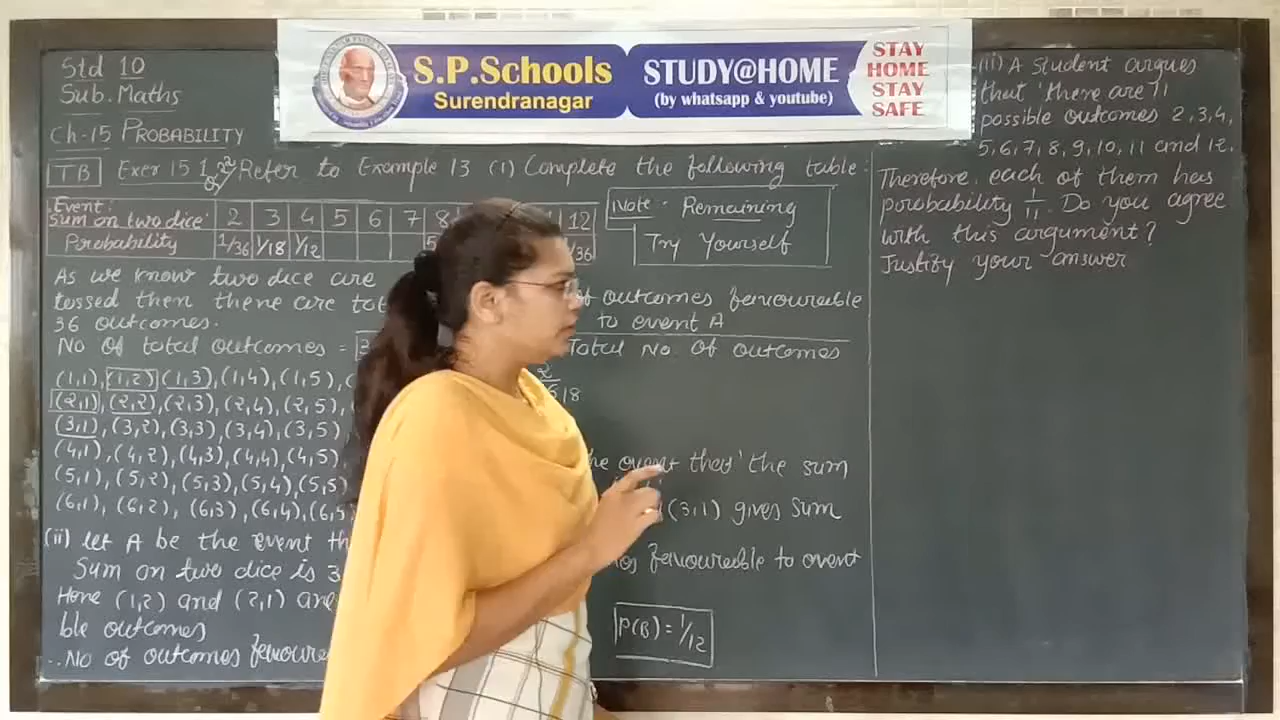 S.P.Schools
Surendranagar
STUDY@HOME
(by whatsapp & youtube)
STAY
HOME
STAY
SAFE
Std 10
Sub. Maths
Ch-15 PROBABILITY
TB Exer 15.1 Q.22 Refer to Example 13 (i) Complete the following table.
Event: Sum on two dice: 2 3 4 5 6 7 8 12
Probability 1/36 1/18 1/12 5 /36
Note: Remaining
Try Yourself
As we know two dice are
tossed then there are tot
36 outcomes.
No of total outcomes = 3
(1,1), (1,2) (1,3), (1,4), (1,5),
(2,1), (2,2), (2,3), (2,4), (2,5),
(3,1), (3,2), (3,3), (3,4), (3,5)
(4,1), (4,2), (4,3), (4,4), (4,5)
(5,1), (5,2), (5,3), (5,4), (5,5)
(6,1), (6,2), (6,3), (6,4), (6,5
(ii) let A be the event th
Sum on two dice is 3
Here (1,2) and (2,1) are
ble outcomes
∴ No of outcomes favoure
of outcomes favourable
to event A
Total No. of outcomes
2
18
the event that the sum
(3,1) gives sum
favoureble to event
P(B) = 1/12
(ii) A student argues
that 'there are 11
possible outcomes 2,3,4,
5,6,7,8,9,10,11 and 12.
Therefore, each of them has
porobability 1/11. Do you agree
with this argument?
Justify your answer